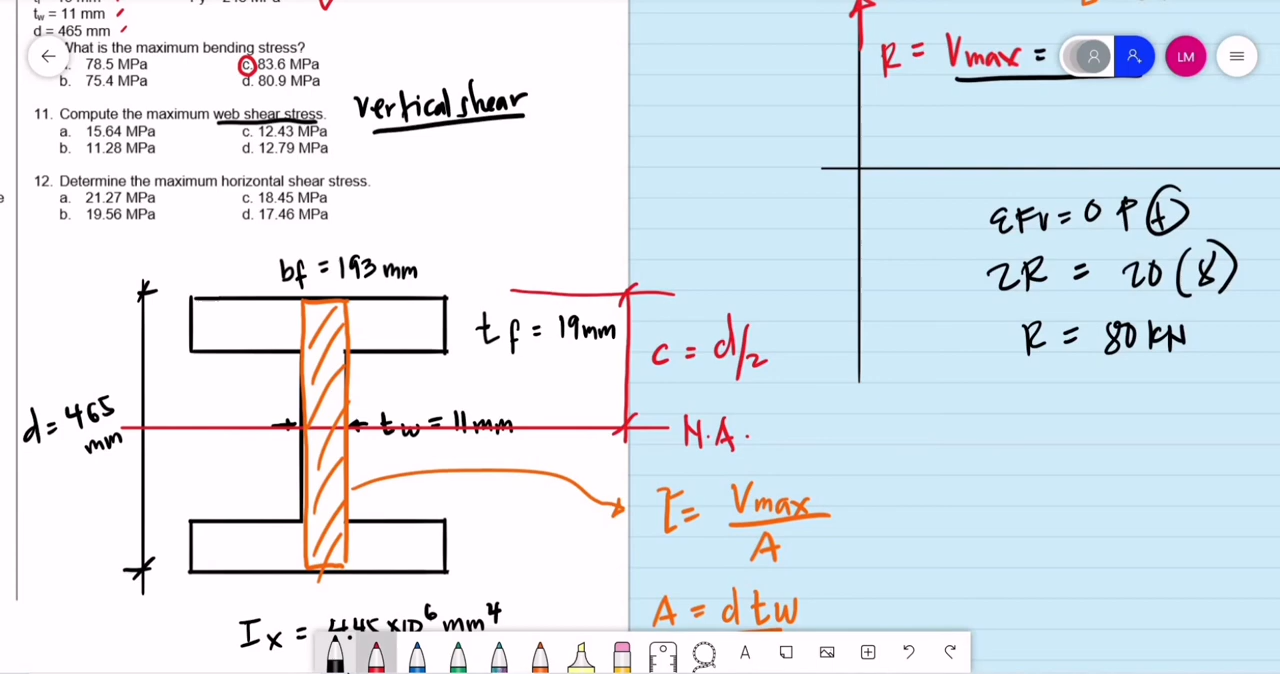 tw = 11 mm
d = 465 mm
What is the maximum bending stress?
78.5 MPa c. 83.6 MPa
b. 75.4 MPa d. 80.9 MPa
11. Compute the maximum web shear stress.
a. 15.64 MPa c. 12.43 MPa
b. 11.28 MPa d. 12.79 MPa
12. Determine the maximum horizontal shear stress.
a. 21.27 MPa c. 18.45 MPa
b. 19.56 MPa d. 17.46 MPa
vertical shear
bf = 193 mm
tf = 19mm
d = 465 mm
tw = 11 mm
c = d/2
N.A.
τ = Vmax / A
A = d tw
Ix =
mm4
R = Vmax =
LM
ΣFv = 0 ↑ +
2R = 20 (8)
R = 80 kN
A